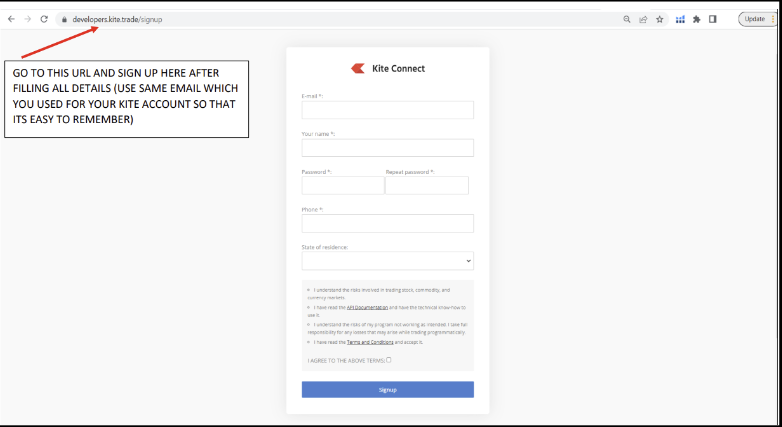 developers.kite.trade/signup
Update
GO TO THIS URL AND SIGN UP HERE AFTER
FILLING ALL DETAILS (USE SAME EMAIL WHICH
YOU USED FOR YOUR KITE ACCOUNT SO THAT
ITS EASY TO REMEMBER)
Kite Connect
E-mail *:
Your name *:
Password *: Repeat password *:
Phone *:
State of residence:
I understand the risks involved in trading stock, commodity, and
currency markets.
I have read the API Documentation and have the technical know-how to
use it.
I understand the risks of my program not working as intended. I take full
responsibility for any losses that may arise while trading programmatically.
I have read the Terms and Conditions and accept it.
I AGREE TO THE ABOVE TERMS:
Signup